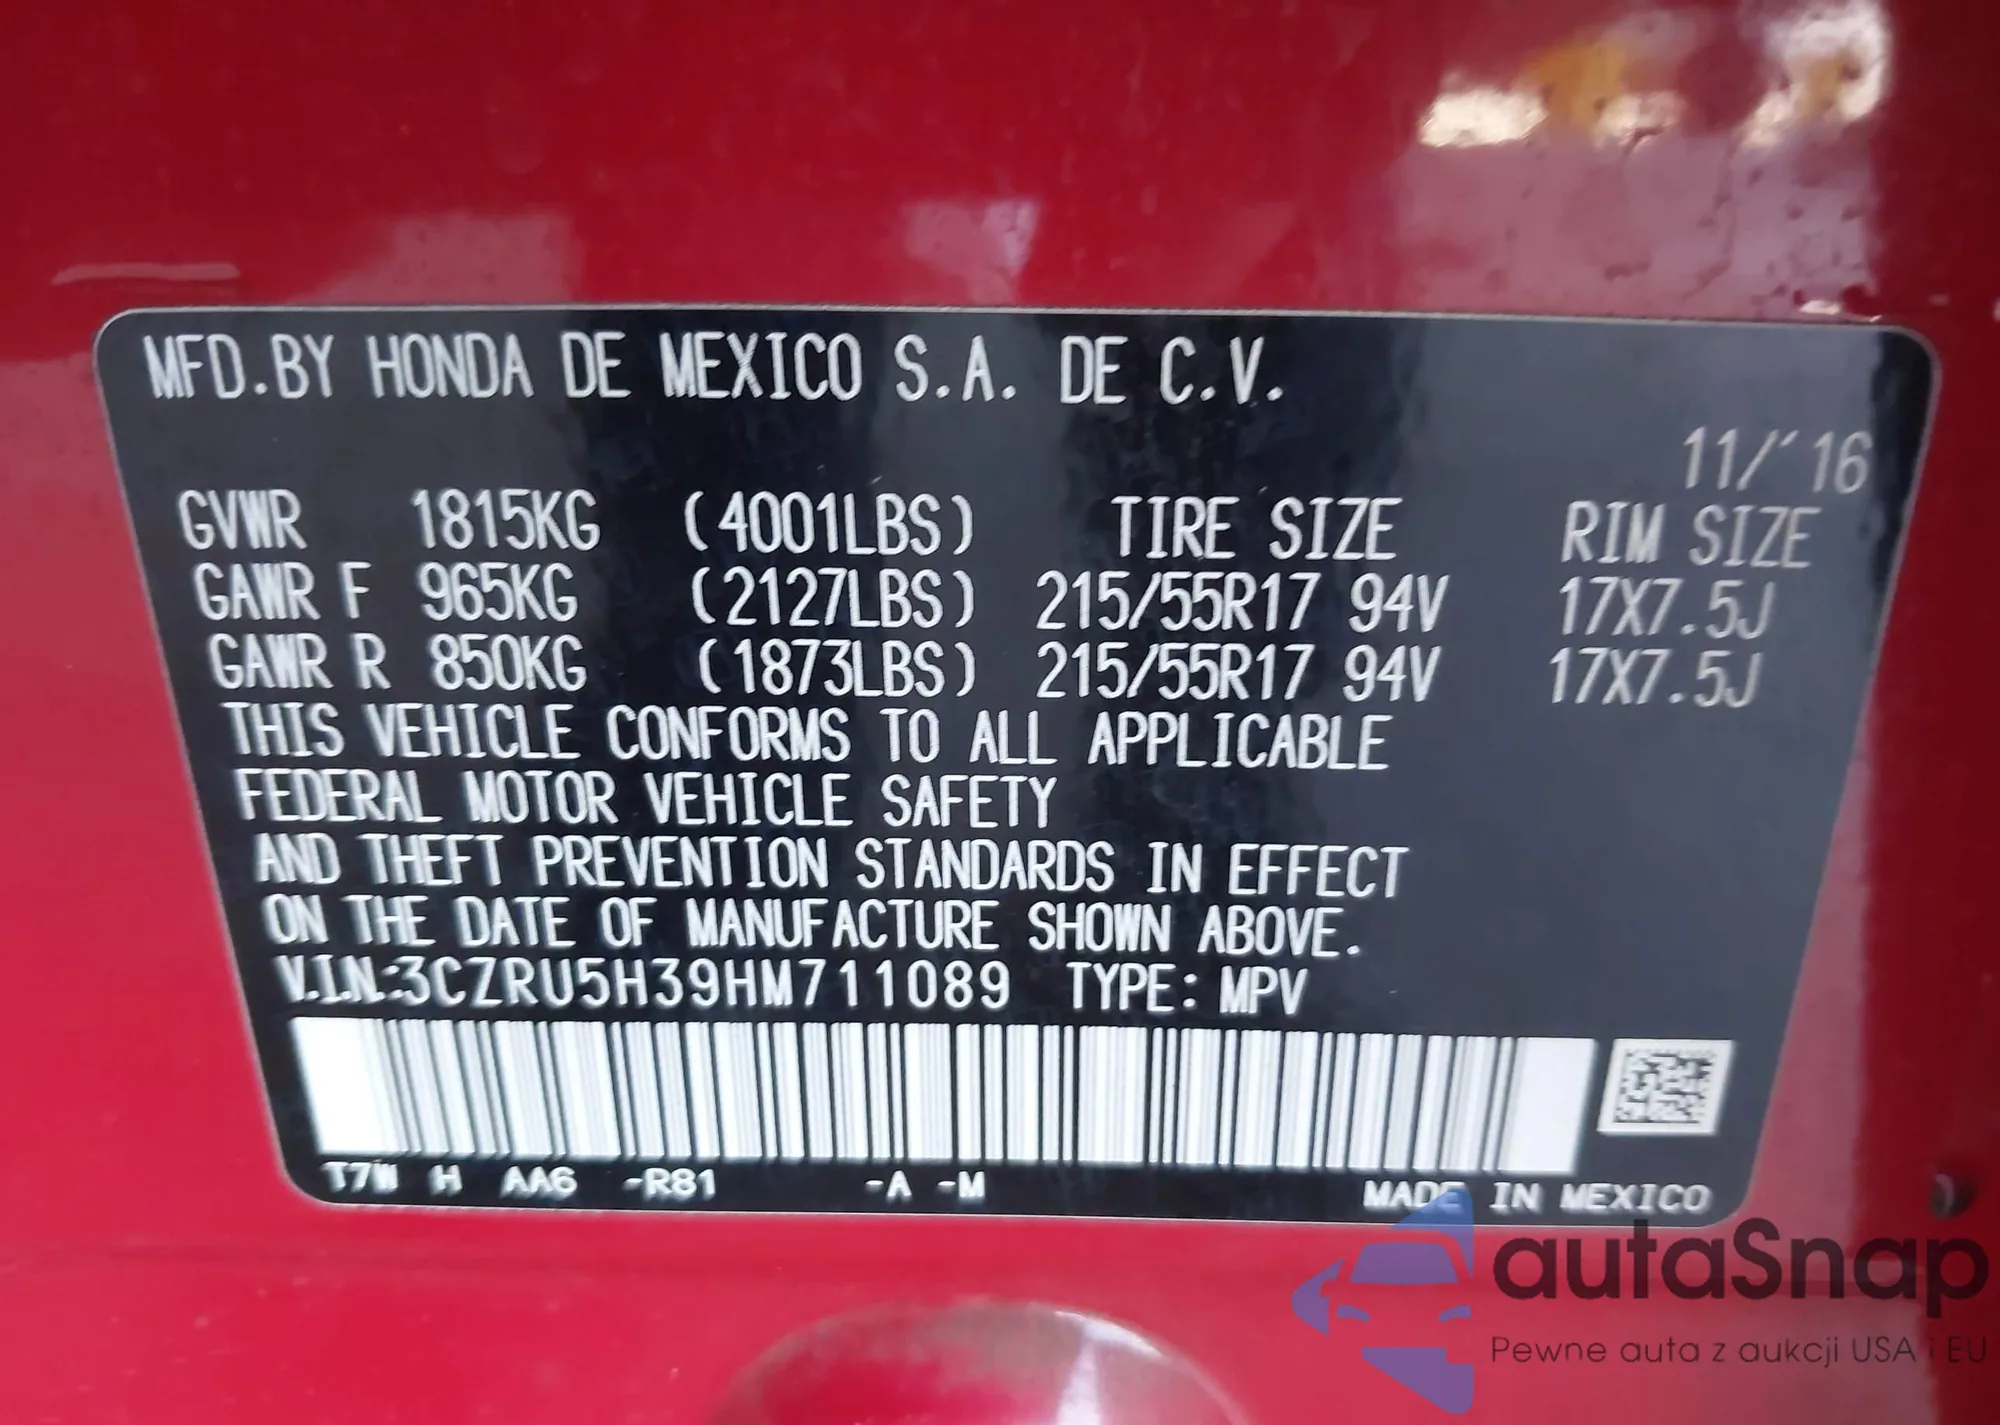 MFD.BY HONDA DE MEXICO S.A. DE C.V.
11/'16
GVWR 1815KG (4001LBS) TIRE SIZE RIM SIZE
GAWR F 965KG (2127LBS) 215/55R17 94V 17X7.5J
GAWR R 850KG (1873LBS) 215/55R17 94V 17X7.5J
THIS VEHICLE CONFORMS TO ALL APPLICABLE
FEDERAL MOTOR VEHICLE SAFETY
AND THEFT PREVENTION STANDARDS IN EFFECT
ON THE DATE OF MANUFACTURE SHOWN ABOVE.
V.I.N.:3CZRU5H39HM711089 TYPE: MPV
T7W H AA6 -R81 -A -M MADE IN MEXICO
autaSnap
Pewne auta z aukcji USA i EU